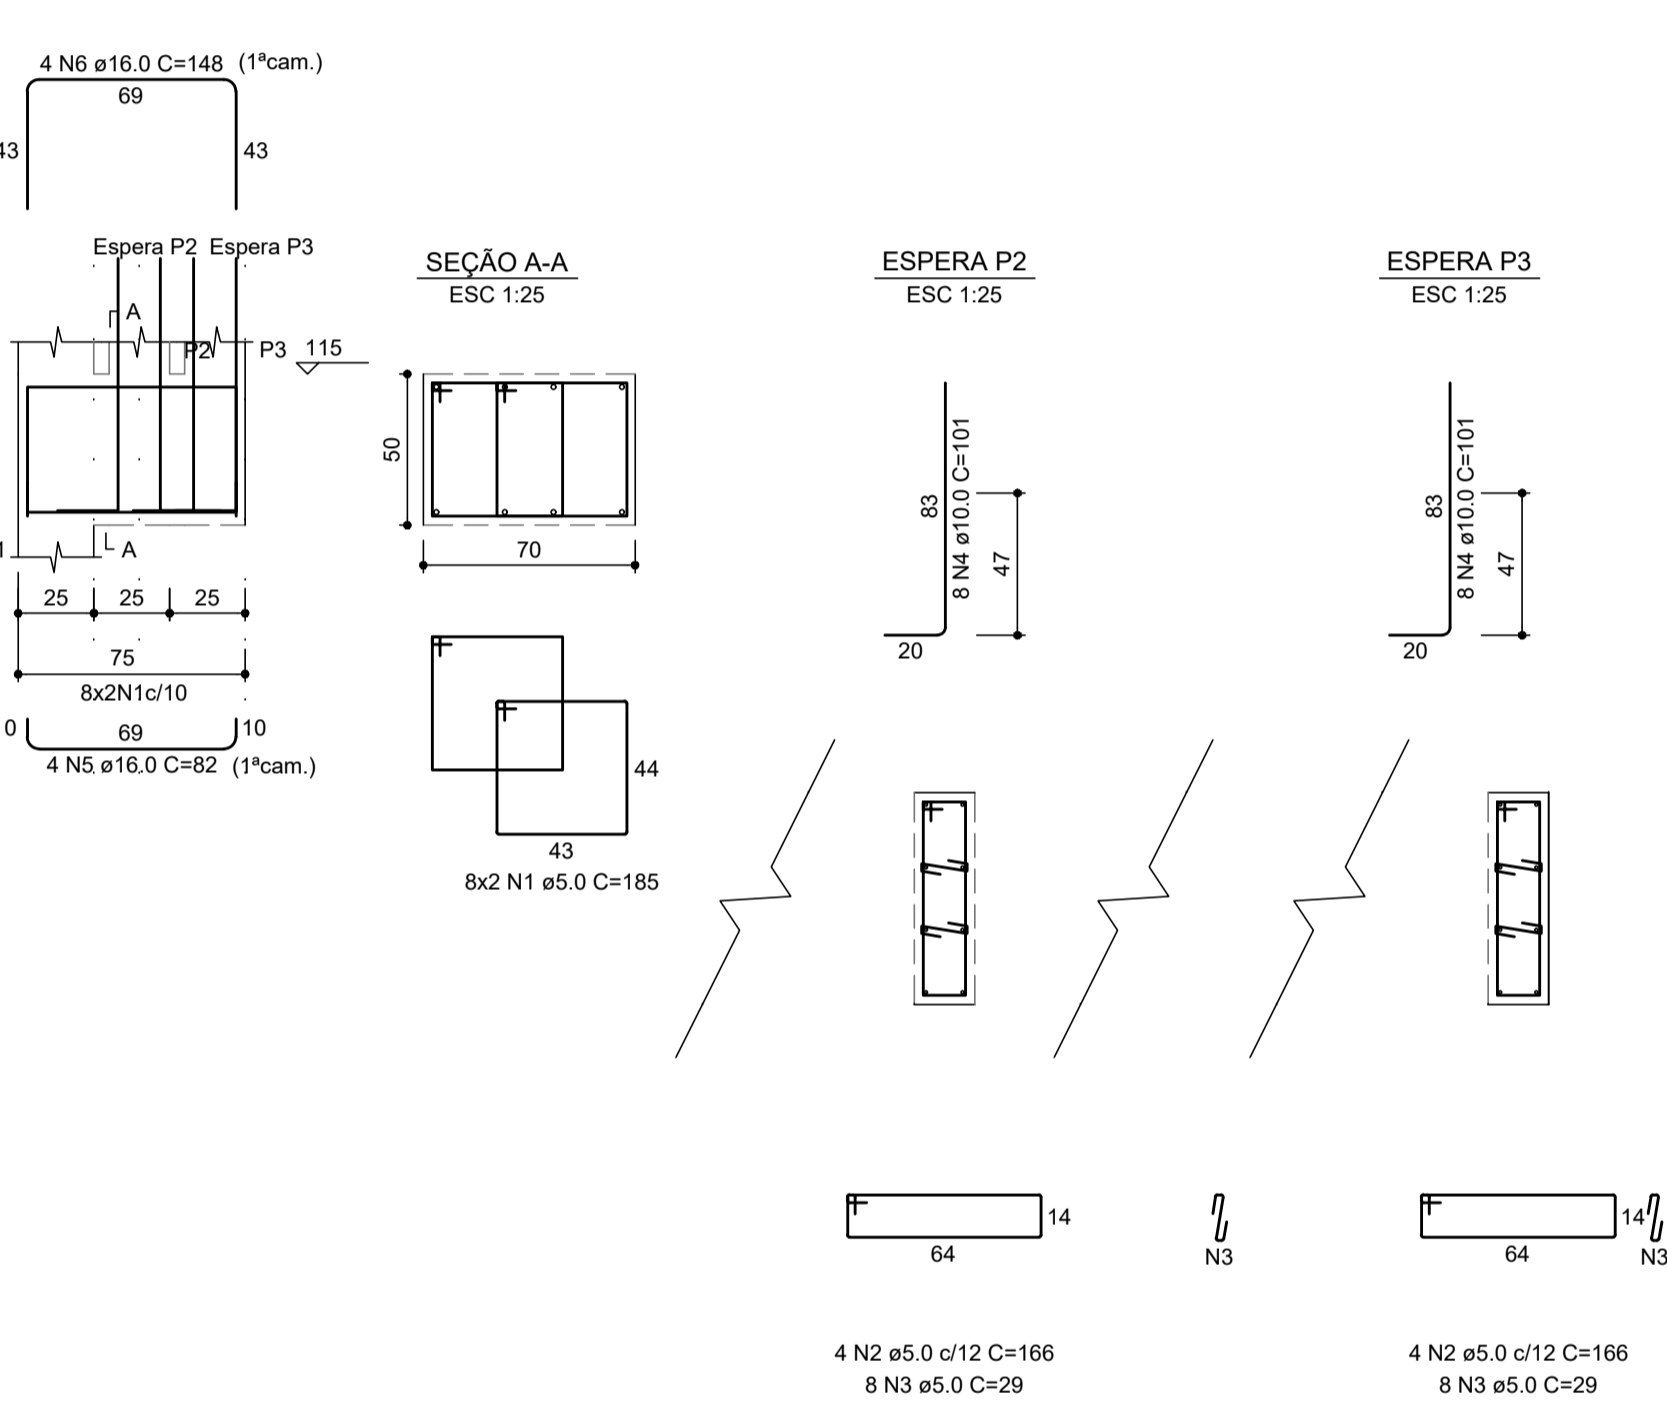 4 N6 ø16.0 C=148 (1ªcam.)
69
43
43
Espera P2 Espera P3
A
P2
P3
115
A
25 25 25
75
8x2N1c/10
0
69
10
4 N5 ø16.0 C=82 (1ªcam.)
SEÇÃO A-A
ESC 1:25
50
70
44
43
8x2 N1 ø5.0 C=185
ESPERA P2
ESC 1:25
83
8 N4 ø10.0 C=101
47
20
14
64
N3
4 N2 ø5.0 c/12 C=166
8 N3 ø5.0 C=29
ESPERA P3
ESC 1:25
83
8 N4 ø10.0 C=101
47
20
14
64
N3
4 N2 ø5.0 c/12 C=166
8 N3 ø5.0 C=29